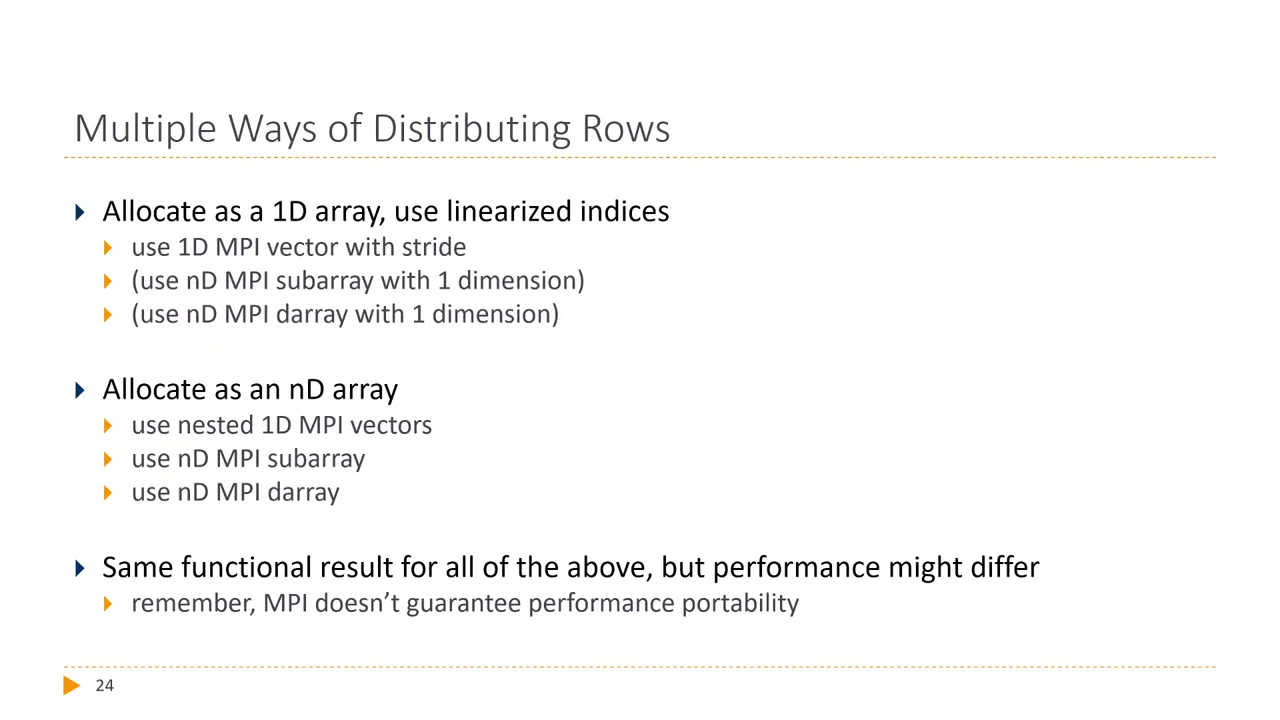 Multiple Ways of Distributing Rows
Allocate as a 1D array, use linearized indices
use 1D MPI vector with stride
(use nD MPI subarray with 1 dimension)
(use nD MPI darray with 1 dimension)
Allocate as an nD array
use nested 1D MPI vectors
use nD MPI subarray
use nD MPI darray
Same functional result for all of the above, but performance might differ
remember, MPI doesn’t guarantee performance portability
24